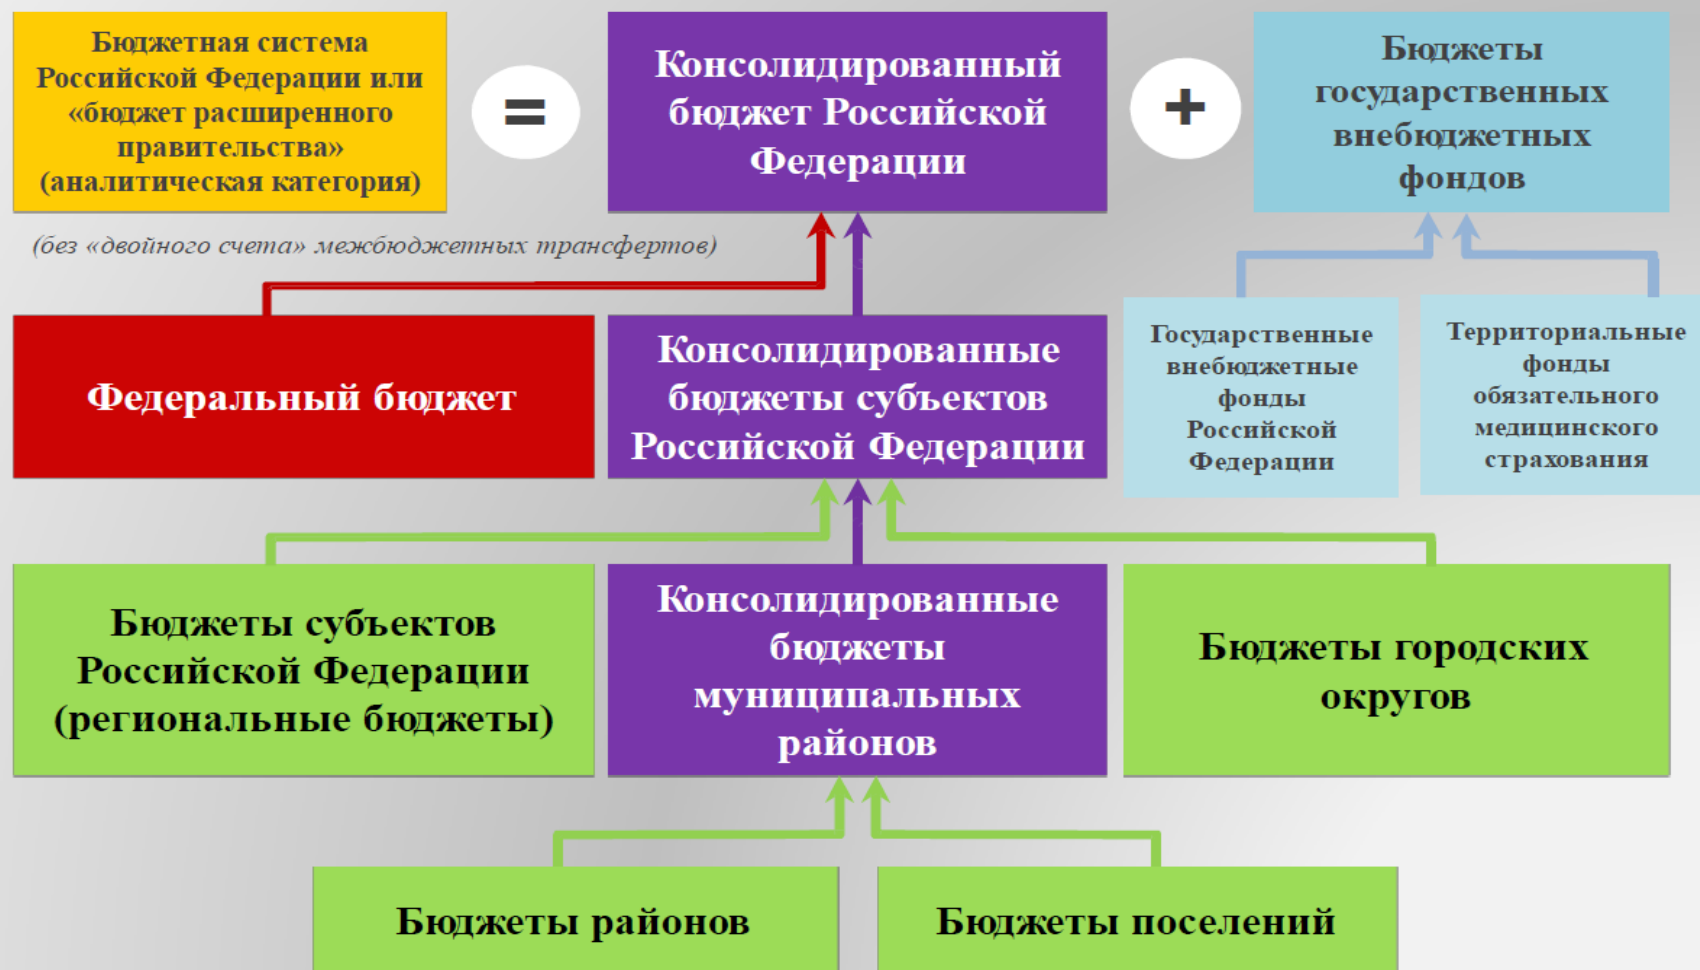 Бюджетная система
Российской Федерации или
«бюджет расширенного
правительства»
(аналитическая категория)
=
Консолидированный
бюджет Российской
Федерации
+
Бюджеты
государственных
внебюджетных
фондов
(без «двойного счета» межбюджетных трансфертов)
Федеральный бюджет
Консолидированные
бюджеты субъектов
Российской Федерации
Государственные
внебюджетные
фонды
Российской
Федерации
Территориальные
фонды
обязательного
медицинского
страхования
Бюджеты субъектов
Российской Федерации
(региональные бюджеты)
Консолидированные
бюджеты
муниципальных
районов
Бюджеты городских
округов
Бюджеты районов
Бюджеты поселений